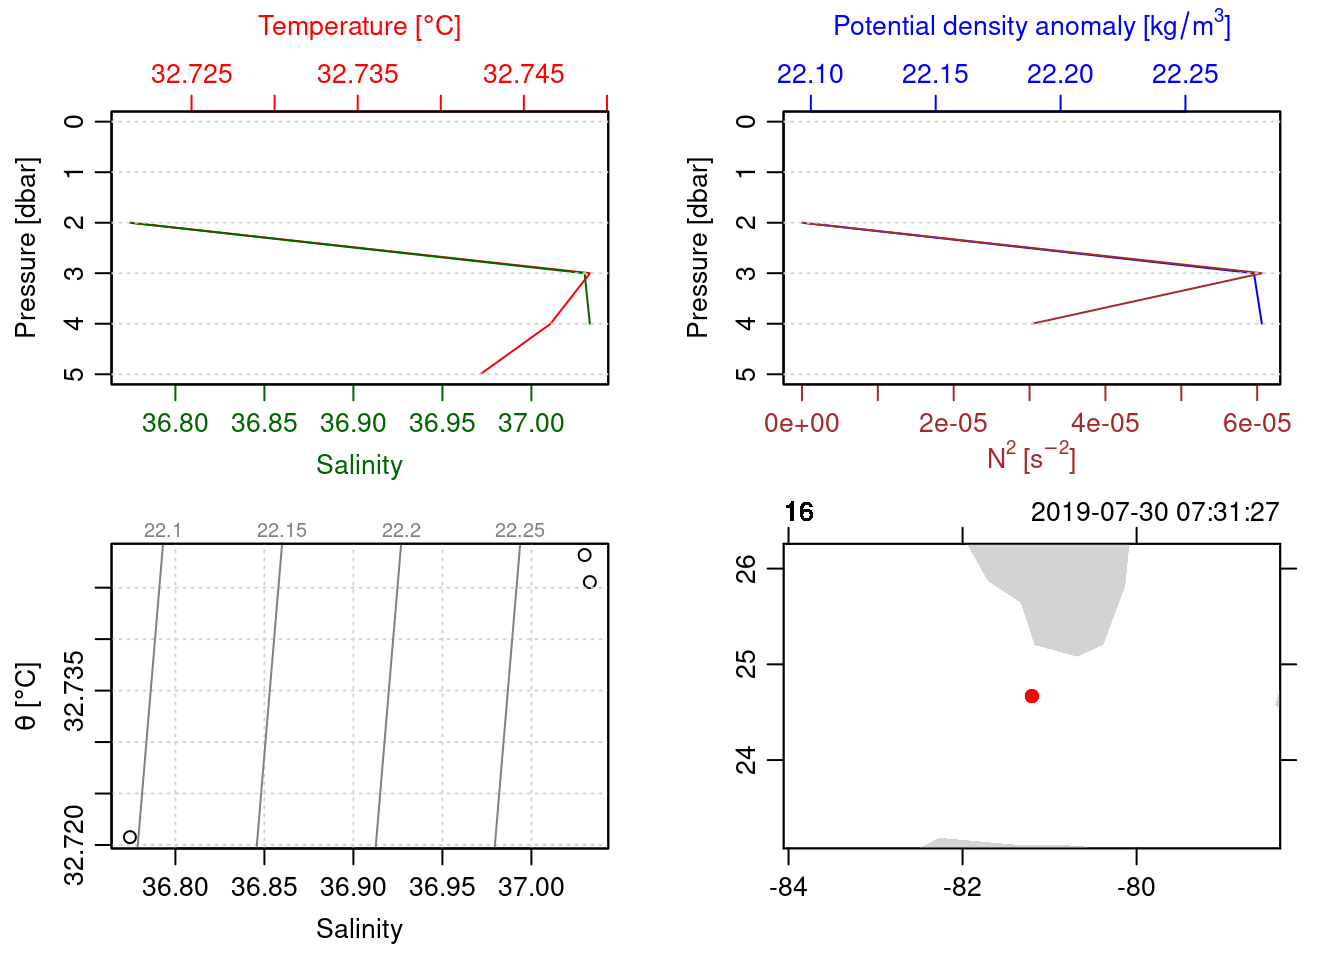 Temperature [°C]
32.725 32.735 32.745
Pressure [dbar]
0
1
2
3
4
5
36.80 36.85 36.90 36.95 37.00
Salinity
Potential density anomaly [kg/m³]
22.10 22.15 22.20 22.25
Pressure [dbar]
0
1
2
3
4
5
0e+00 2e-05 4e-05 6e-05
N² [s⁻²]
22.1 22.15 22.2 22.25
θ [°C]
32.735
32.720
36.80 36.85 36.90 36.95 37.00
Salinity
16 2019-07-30 07:31:27
26
25
24
-84 -82 -80